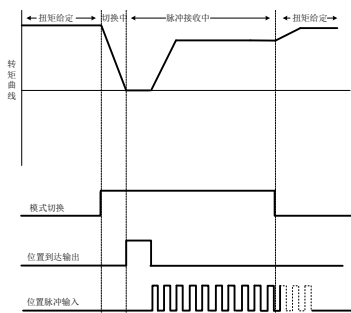 扭矩给定
切换中
脉冲接收中
扭矩给定
转矩曲线
模式切换
位置到达输出
位置脉冲输入